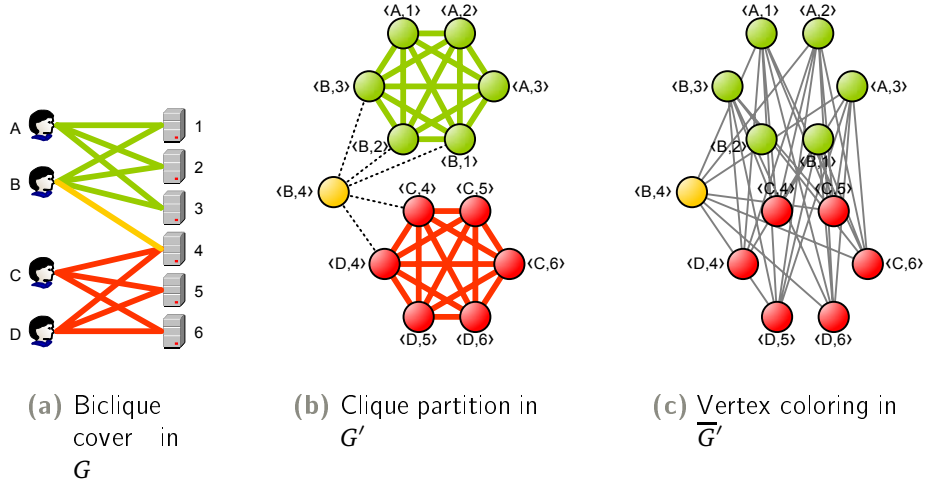 A
B
C
D
1
2
3
4
5
6
‹A,1›
‹A,2›
‹B,3›
‹A,3›
‹B,2›
‹B,1›
‹B,4›
‹C,4›
‹C,5›
‹D,4›
‹C,6›
‹D,5›
‹D,6›
‹A,1›
‹A,2›
‹B,3›
‹A,3›
‹B,2›
‹B,1›
‹B,4›
‹C,4›
‹C,5›
‹D,4›
‹C,6›
‹D,5›
‹D,6›
(a) Biclique
cover in
G
(b) Clique partition in
G′
(c) Vertex coloring in
G̅′